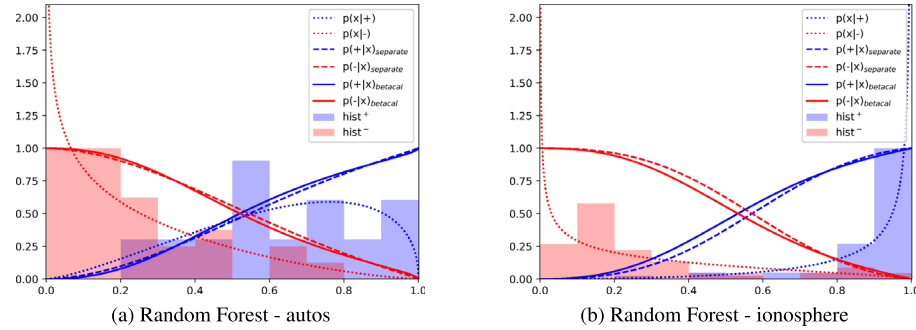 2.00
1.75
1.50
1.25
1.00
0.75
0.50
0.25
0.00
0.0 0.2 0.4 0.6 0.8 1.0
p(x|+)
p(x|-)
p(+|x)separate
p(-|x)separate
p(+|x)betacal
p(-|x)betacal
hist+
hist−
(a) Random Forest - autos
2.00
1.75
1.50
1.25
1.00
0.75
0.50
0.25
0.00
0.0 0.2 0.4 0.6 0.8 1.0
p(x|+)
p(x|-)
p(+|x)separate
p(-|x)separate
p(+|x)betacal
p(-|x)betacal
hist+
hist−
(b) Random Forest - ionosphere